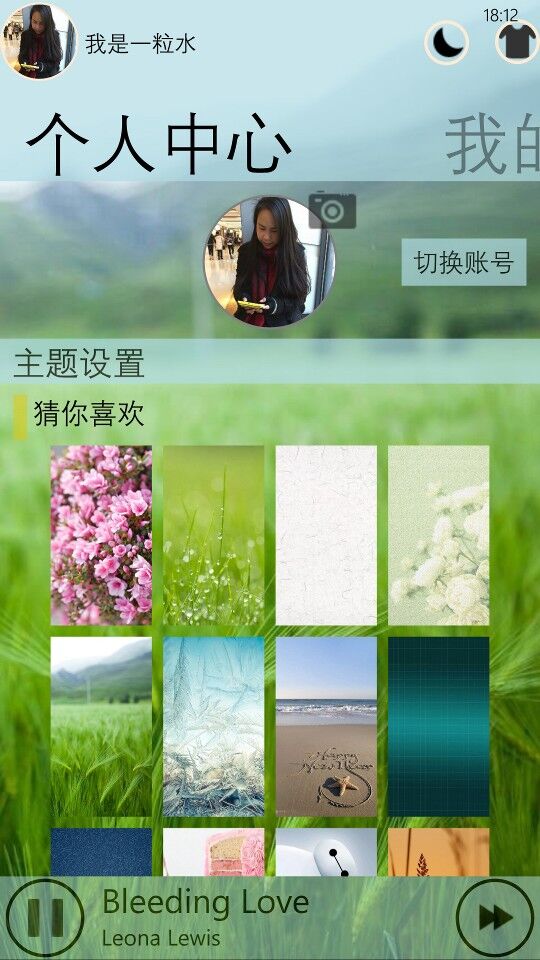 18:12
我是一粒水
个人中心
我的
切换账号
主题设置
猜你喜欢
Happy
New Year
Bleeding Love
Leona Lewis